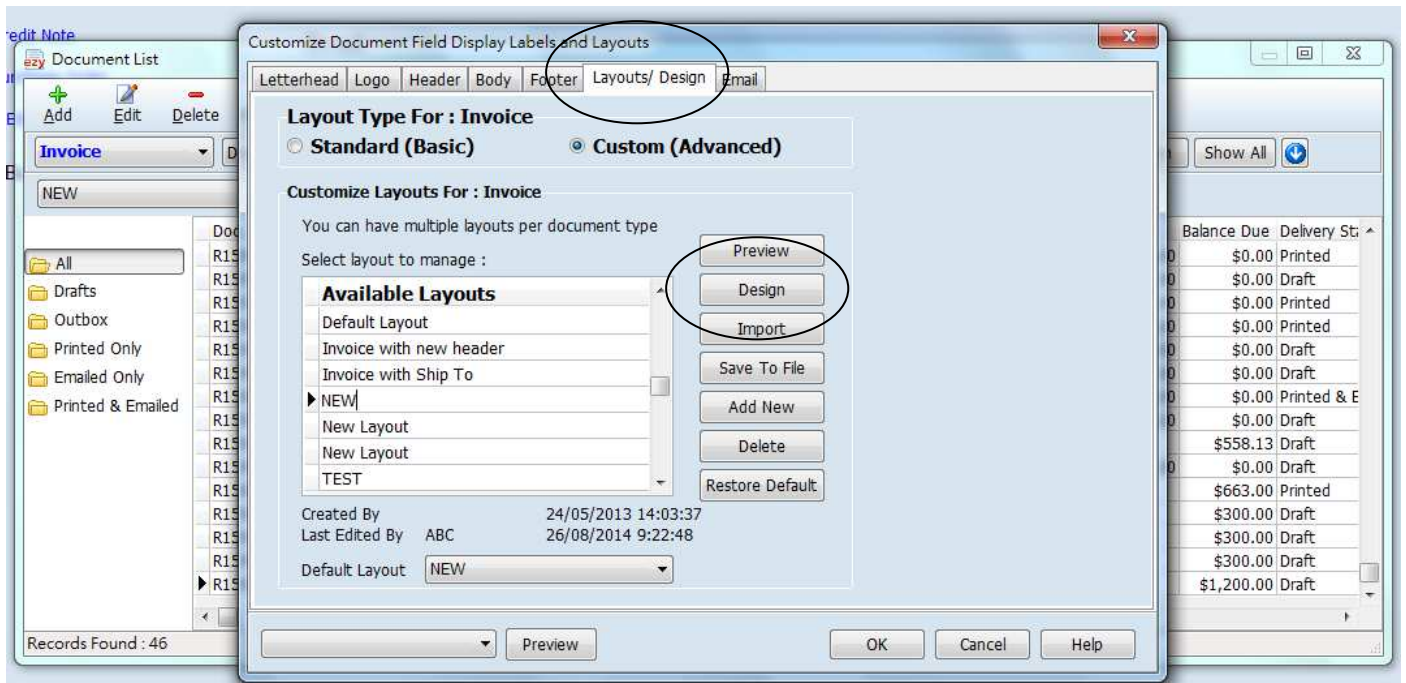 redit Note
Document List
Add Edit Delete
Invoice
Show All
NEW
All
Drafts
Outbox
Printed Only
Emailed Only
Printed & Emailed
Records Found : 46
Customize Document Field Display Labels and Layouts
Letterhead Logo Header Body Footer Layouts/ Design Email
Layout Type For : Invoice
Standard (Basic) Custom (Advanced)
Customize Layouts For : Invoice
You can have multiple layouts per document type
Select layout to manage :
Available Layouts
Default Layout
Invoice with new header
Invoice with Ship To
NEW
New Layout
New Layout
TEST
Preview
Design
Import
Save To File
Add New
Delete
Restore Default
Created By 24/05/2013 14:03:37
Last Edited By ABC 26/08/2014 9:22:48
Default Layout NEW
Preview OK Cancel Help
Balance Due Delivery Sta
$0.00 Printed
$0.00 Draft
$0.00 Printed
$0.00 Printed
$0.00 Draft
$0.00 Draft
$0.00 Printed & E
$0.00 Draft
$558.13 Draft
$0.00 Draft
$663.00 Printed
$300.00 Draft
$300.00 Draft
$300.00 Draft
$1,200.00 Draft